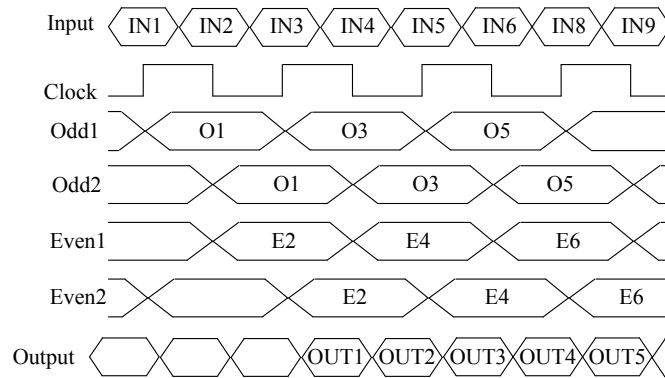 Input IN1 IN2 IN3 IN4 IN5 IN6 IN8 IN9
Clock
Odd1 O1 O3 O5
Odd2 O1 O3 O5
Even1 E2 E4 E6
Even2 E2 E4 E6
Output OUT1 OUT2 OUT3 OUT4 OUT5